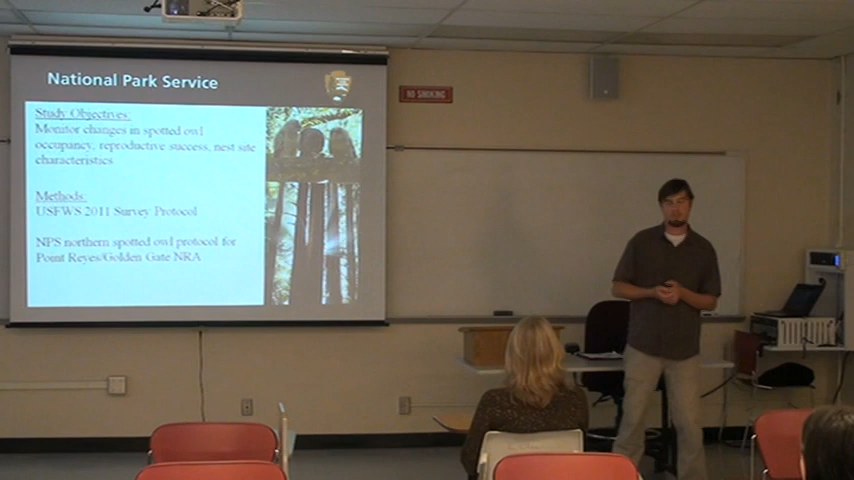 National Park Service
Study Objectives:
Monitor changes in spotted owl
occupancy, reproductive success, nest site
characteristics
Methods:
USFWS 2011 Survey Protocol
NPS northern spotted owl protocol for
Point Reyes/Golden Gate NRA
NO SMOKING